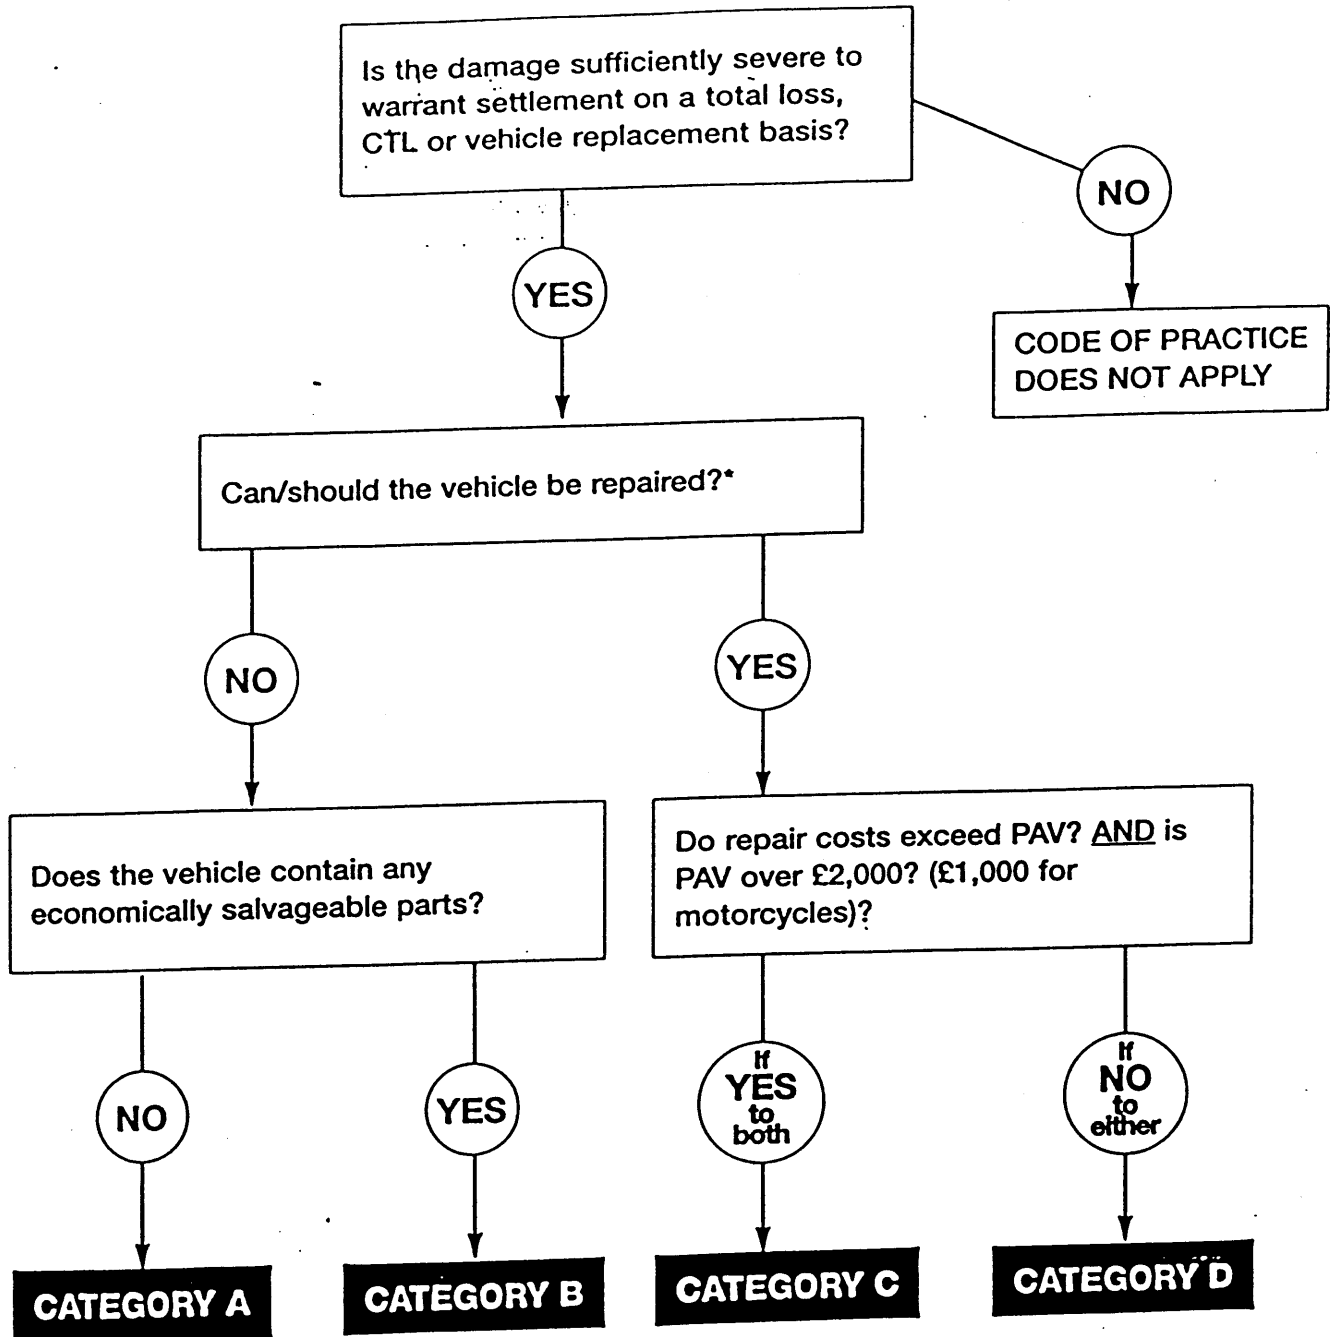 Is the damage sufficiently severe to
warrant settlement on a total loss,
CTL or vehicle replacement basis?
NO
YES
CODE OF PRACTICE
DOES NOT APPLY
Can/should the vehicle be repaired?*
NO
YES
Does the vehicle contain any
economically salvageable parts?
Do repair costs exceed PAV? AND is
PAV over £2,000? (£1,000 for
motorcycles)?
NO
YES
If
YES
to
both
If
NO
to
either
CATEGORY A
CATEGORY B
CATEGORY C
CATEGORY D